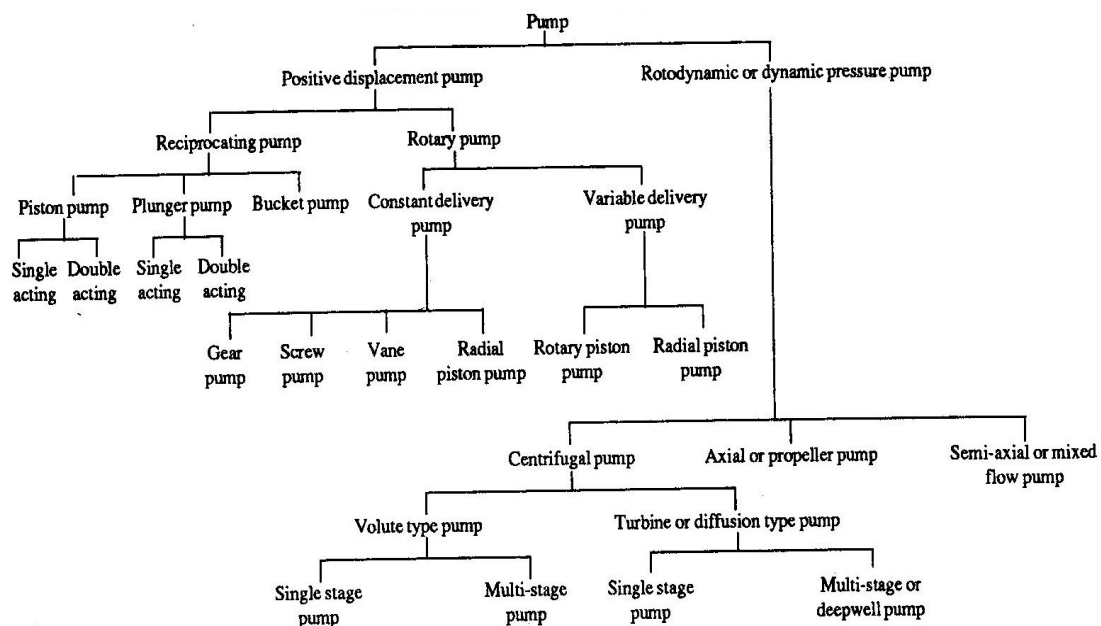 Pump
Positive displacement pump
Rotodynamic or dynamic pressure pump
Reciprocating pump
Rotary pump
Piston pump
Plunger pump
Bucket pump
Constant delivery
pump
Variable delivery
pump
Single
acting
Double
acting
Single
acting
Double
acting
Gear
pump
Screw
pump
Vane
pump
Radial
piston pump
Rotary piston
pump
Radial piston
pump
Centrifugal pump
Axial or propeller pump
Semi-axial or mixed
flow pump
Volute type pump
Turbine or diffusion type pump
Single stage
pump
Multi-stage
pump
Single stage
pump
Multi-stage or
deepwell pump